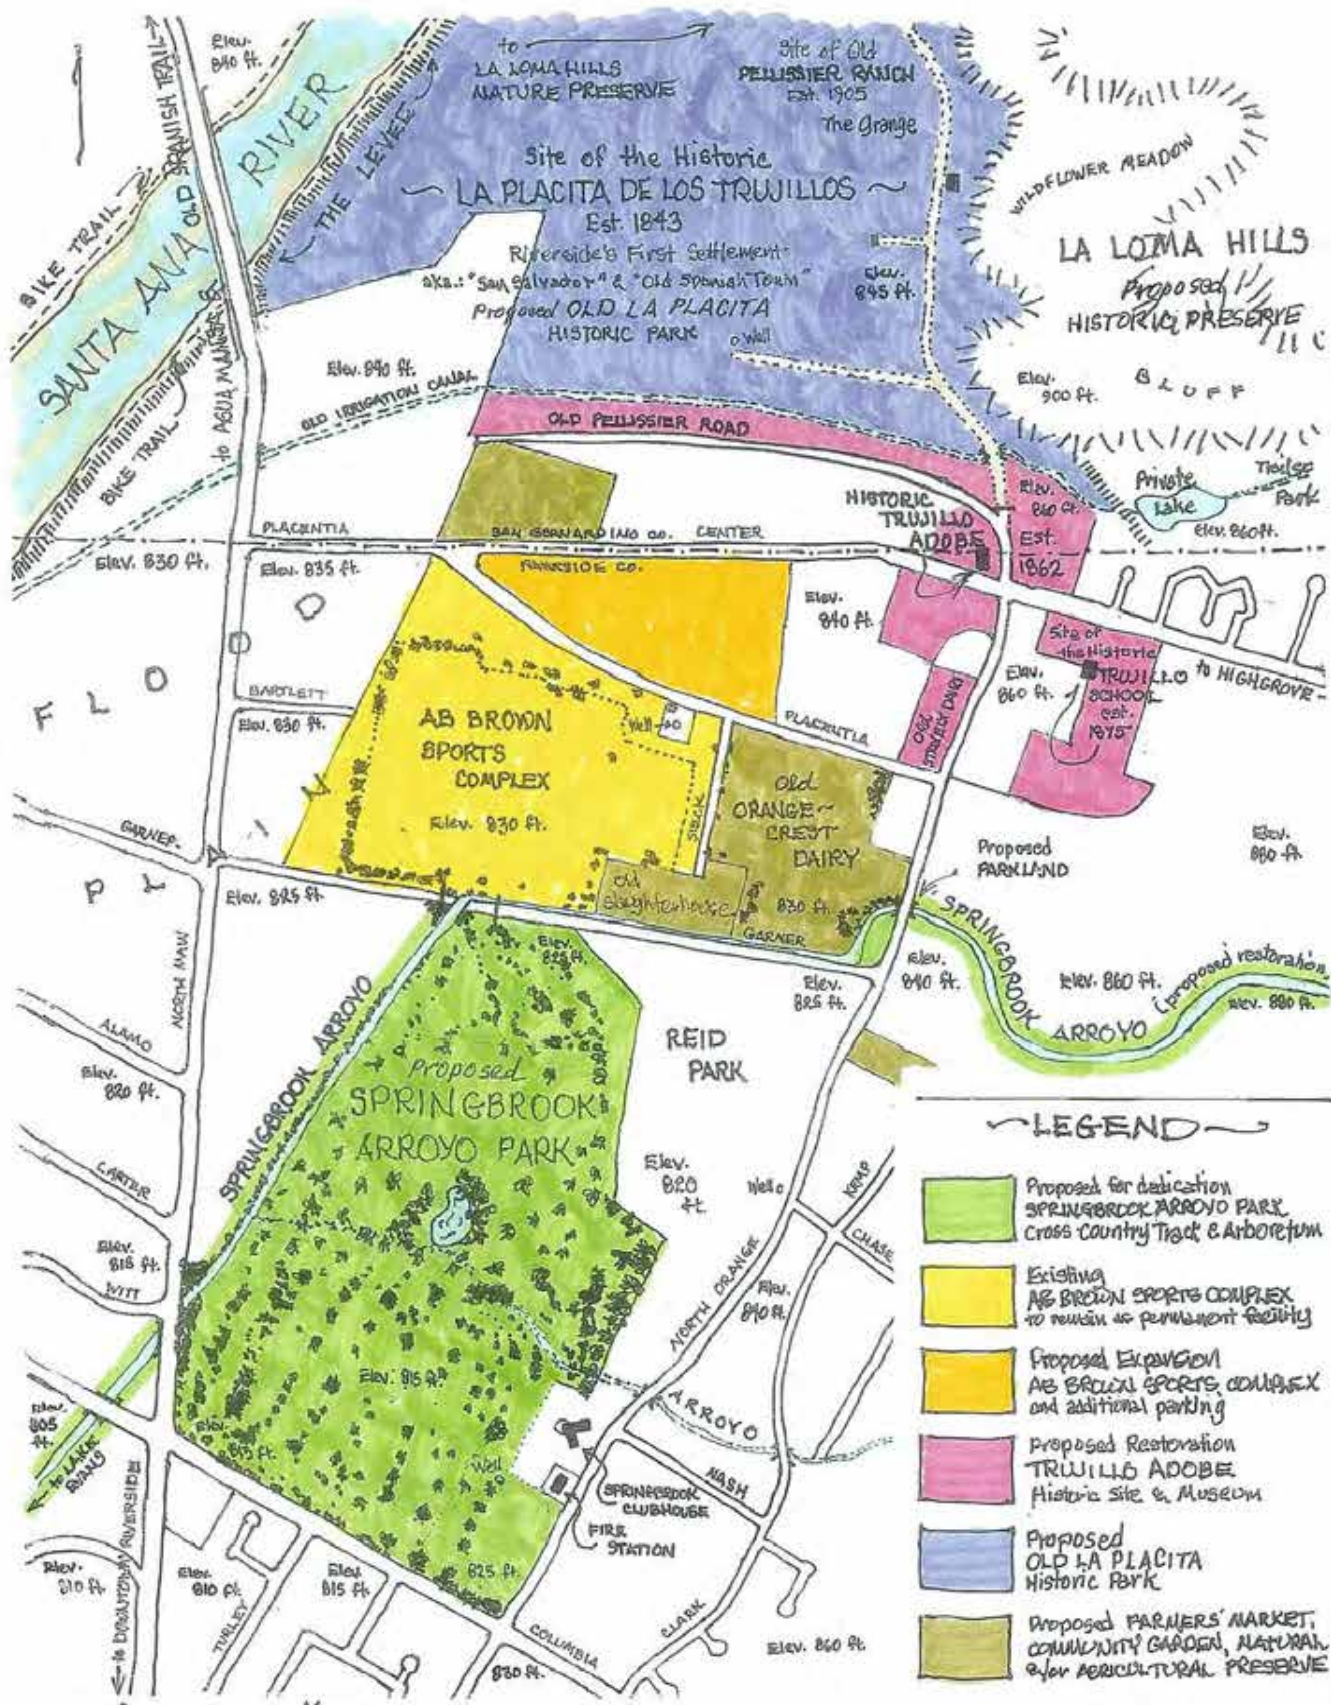 Elev.
840 ft.
OLD SPANISH TRAIL
SANTA ANA RIVER
THE LEVEE
BIKE TRAIL
BIKE TRAIL
to AGUA MANSA
to
LA LOMA HILLS
NATURE PRESERVE
Site of Old
PELLISSIER RANCH
Est. 1905
The Grange
Site of the Historic
~ LA PLACITA DE LOS TRUJILLOS ~
Est. 1843
Riverside's First Settlement
aka.: "San Salvador" & "Old Spanish Town"
Proposed OLD LA PLACITA
HISTORIC PARK
o Well
Elev.
845 ft.
WILDFLOWER MEADOW
LA LOMA HILLS
Proposed
HISTORIC PRESERVE
Elev.
900 ft.
BLUFF
Private
Lake
Park
Elev. 860 ft.
Elev. 840 ft.
OLD IRRIGATION CANAL
OLD PELLISSIER ROAD
HISTORIC
TRUJILLO
ADOBE
Elev.
860 ft.
Est.
1862
PLACENTIA
SAN BERNARDINO CO.
CENTER
RIVERSIDE CO.
Elev. 830 ft.
Elev. 835 ft.
FLOOD
PLAIN
Elev.
840 ft.
Site of
the Historic
TRUJILLO
SCHOOL
est.
1875
to HIGHGROVE
Elev.
860 ft.
BARTLETT
Elev. 830 ft.
AB BROWN
SPORTS
COMPLEX
Elev. 830 ft.
Well
PLACENTIA
Old
ORANGE-
CREST
DAIRY
830 ft.
Old
slaughterhouse
GARNER
GARNER
Elev. 825 ft.
Proposed
PARKLAND
Elev.
880 ft.
SPRINGBROOK
ARROYO
(proposed restoration)
Elev. 860 ft.
Elev. 880 ft.
Elev.
840 ft.
Elev.
825 ft.
Elev.
825 ft.
NORTH MAIN
ALAMO
Elev.
820 ft.
CARTER
Elev.
818 ft.
WITT
SPRINGBROOK ARROYO
Proposed
SPRINGBROOK
ARROYO PARK
REID
PARK
Elev.
820
ft.
Well o
KEMP
CHASE
NORTH ORANGE
Elev.
840 ft.
Elev. 815 ft.
ARROYO
NASH
SPRINGBROOK
CLUBHOUSE
FIRE
STATION
Well
825 ft.
Elev.
805
ft.
to LAKE
EVANS
to DOWNTOWN RIVERSIDE
Elev.
810 ft.
Elev.
810 ft.
TURLEY
Elev.
815 ft.
COLUMBIA
830 ft.
CLARK
Elev. 860 ft.
~LEGEND~
Proposed for dedication
SPRINGBROOK ARROYO PARK
Cross Country Track & Arboretum
Existing
AB BROWN SPORTS COMPLEX
to remain as permanent facility
Proposed Expansion
AB BROWN SPORTS COMPLEX
and additional parking
Proposed Restoration
TRUJILLO ADOBE
Historic Site & Museum
Proposed
OLD LA PLACITA
Historic Park
Proposed FARMERS' MARKET,
COMMUNITY GARDEN, NATURAL
&/or AGRICULTURAL PRESERVE